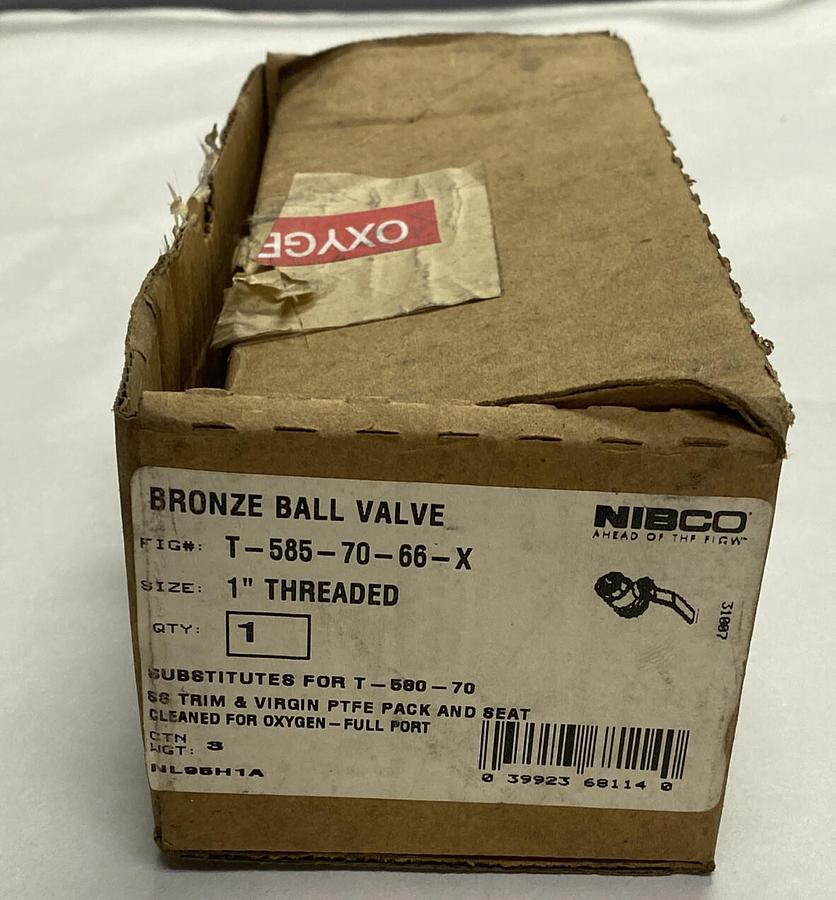 OXYGE
BRONZE BALL VALVE
NIBCO
AHEAD OF THE FLOW
FIG#: T-585-70-66-X
SIZE: 1" THREADED
31007
QTY: 1
SUBSTITUTES FOR T-580-70
SS TRIM & VIRGIN PTFE PACK AND SEAT
CLEANED FOR OXYGEN-FULL PORT
CTN
WGT: 3
NL95H1A
0 39923 68114 0